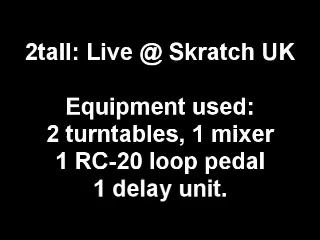 2tall: Live @ Skratch UK
Equipment used:
2 turntables, 1 mixer
1 RC-20 loop pedal
1 delay unit.